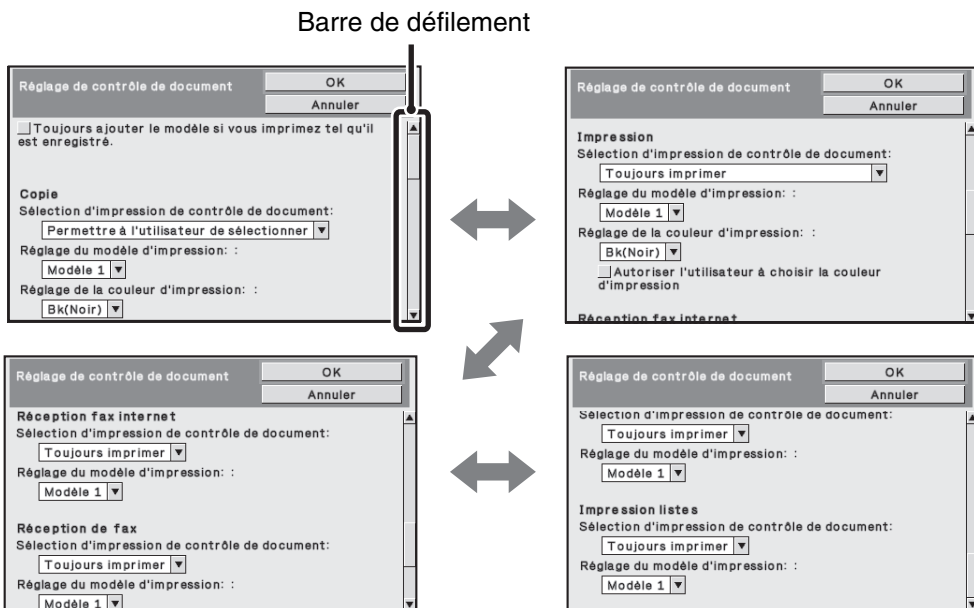 Barre de défilement
Réglage de contrôle de document
OK
Annuler
Toujours ajouter le modèle si vous imprimez tel qu'il
est enregistré.
Copie
Sélection d'impression de contrôle de document:
Permettre à l'utilisateur de sélectionner
Réglage du modèle d'impression: :
Modèle 1
Réglage de la couleur d'impression: :
Bk(Noir)
Réglage de contrôle de document
OK
Annuler
Impression
Sélection d'impression de contrôle de document:
Toujours imprimer
Réglage du modèle d'impression: :
Modèle 1
Réglage de la couleur d'impression: :
Bk(Noir)
Autoriser l'utilisateur à choisir la couleur
d'impression
Réception fax internet
Réglage de contrôle de document
OK
Annuler
Réception fax internet
Sélection d'impression de contrôle de document:
Toujours imprimer
Réglage du modèle d'impression: :
Modèle 1
Réception de fax
Sélection d'impression de contrôle de document:
Toujours imprimer
Réglage du modèle d'impression: :
Modèle 1
Réglage de contrôle de document
OK
Annuler
Sélection d'impression de contrôle de document:
Toujours imprimer
Réglage du modèle d'impression: :
Modèle 1
Impression listes
Sélection d'impression de contrôle de document:
Toujours imprimer
Réglage du modèle d'impression: :
Modèle 1